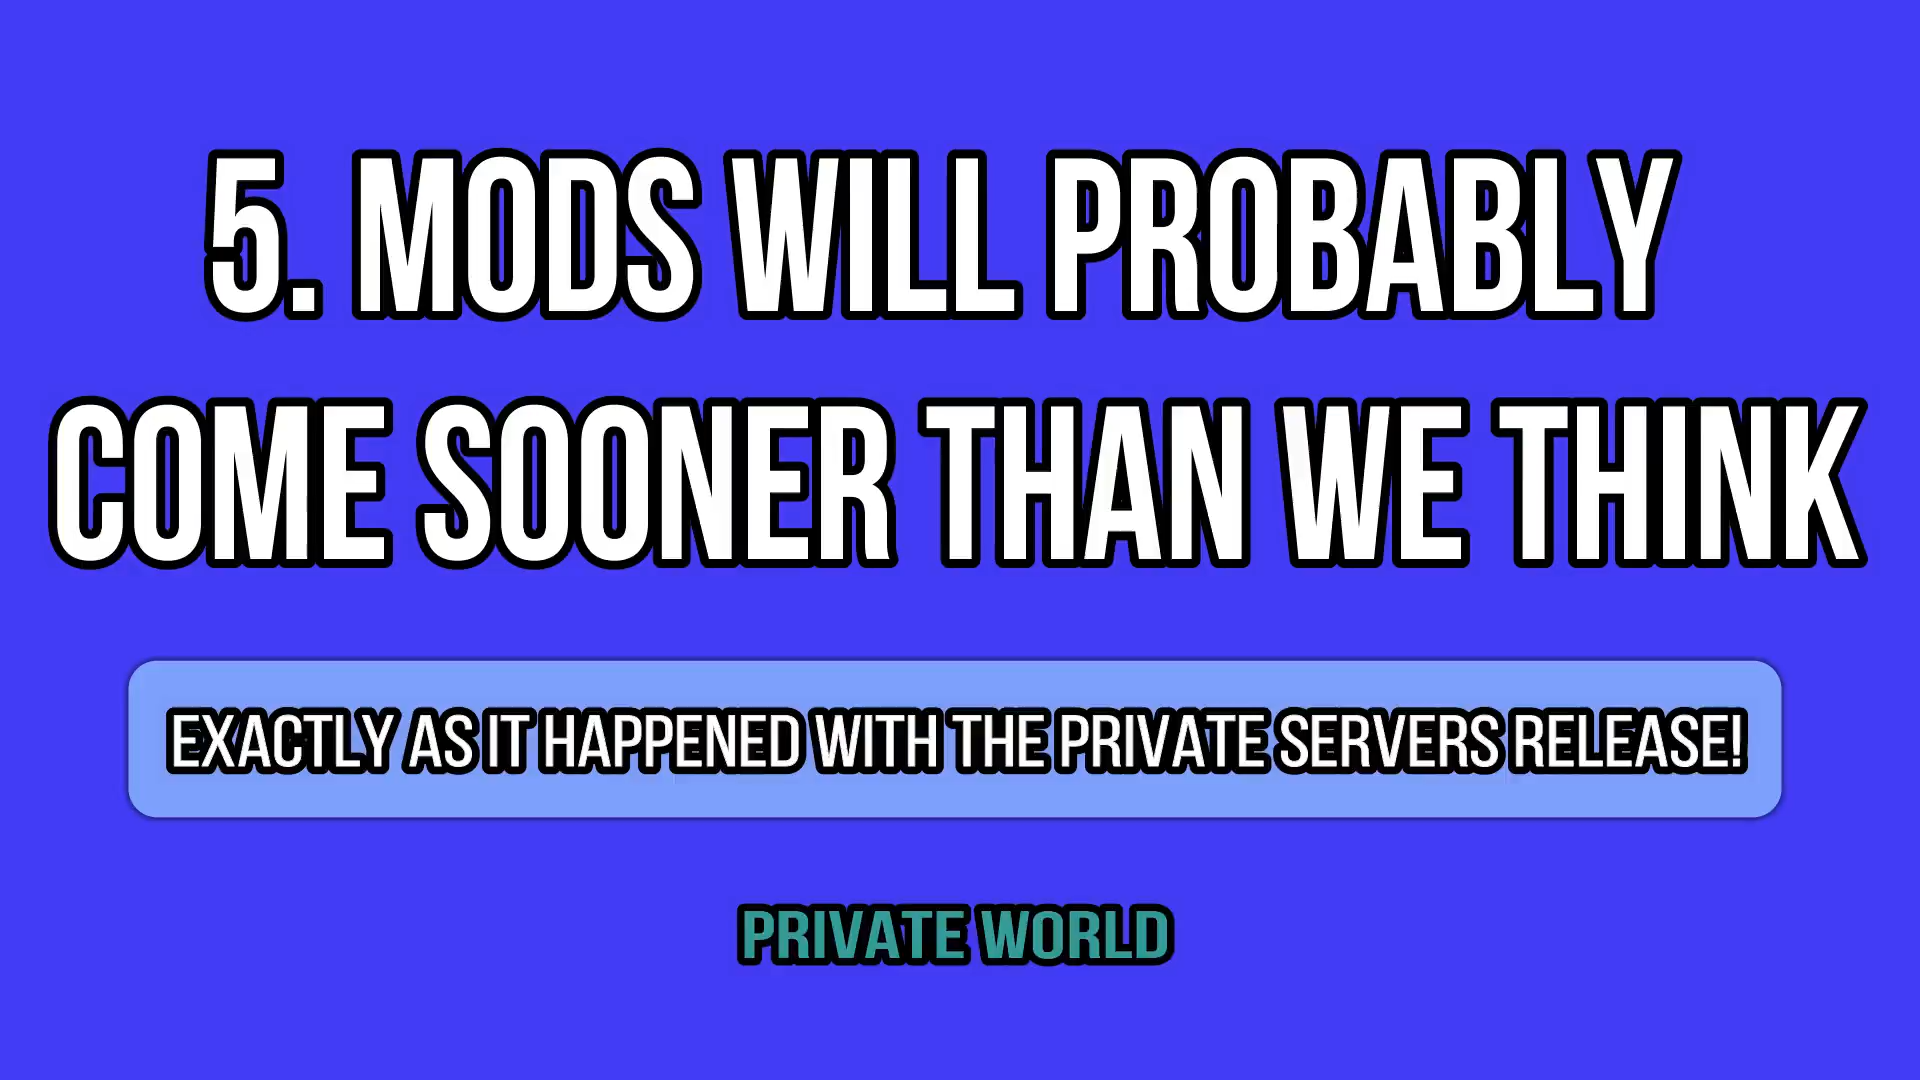 5. MODS WILL PROBABLY
COME SOONER THAN WE THINK
EXACTLY AS IT HAPPENED WITH THE PRIVATE SERVERS RELEASE!
PRIVATE WORLD